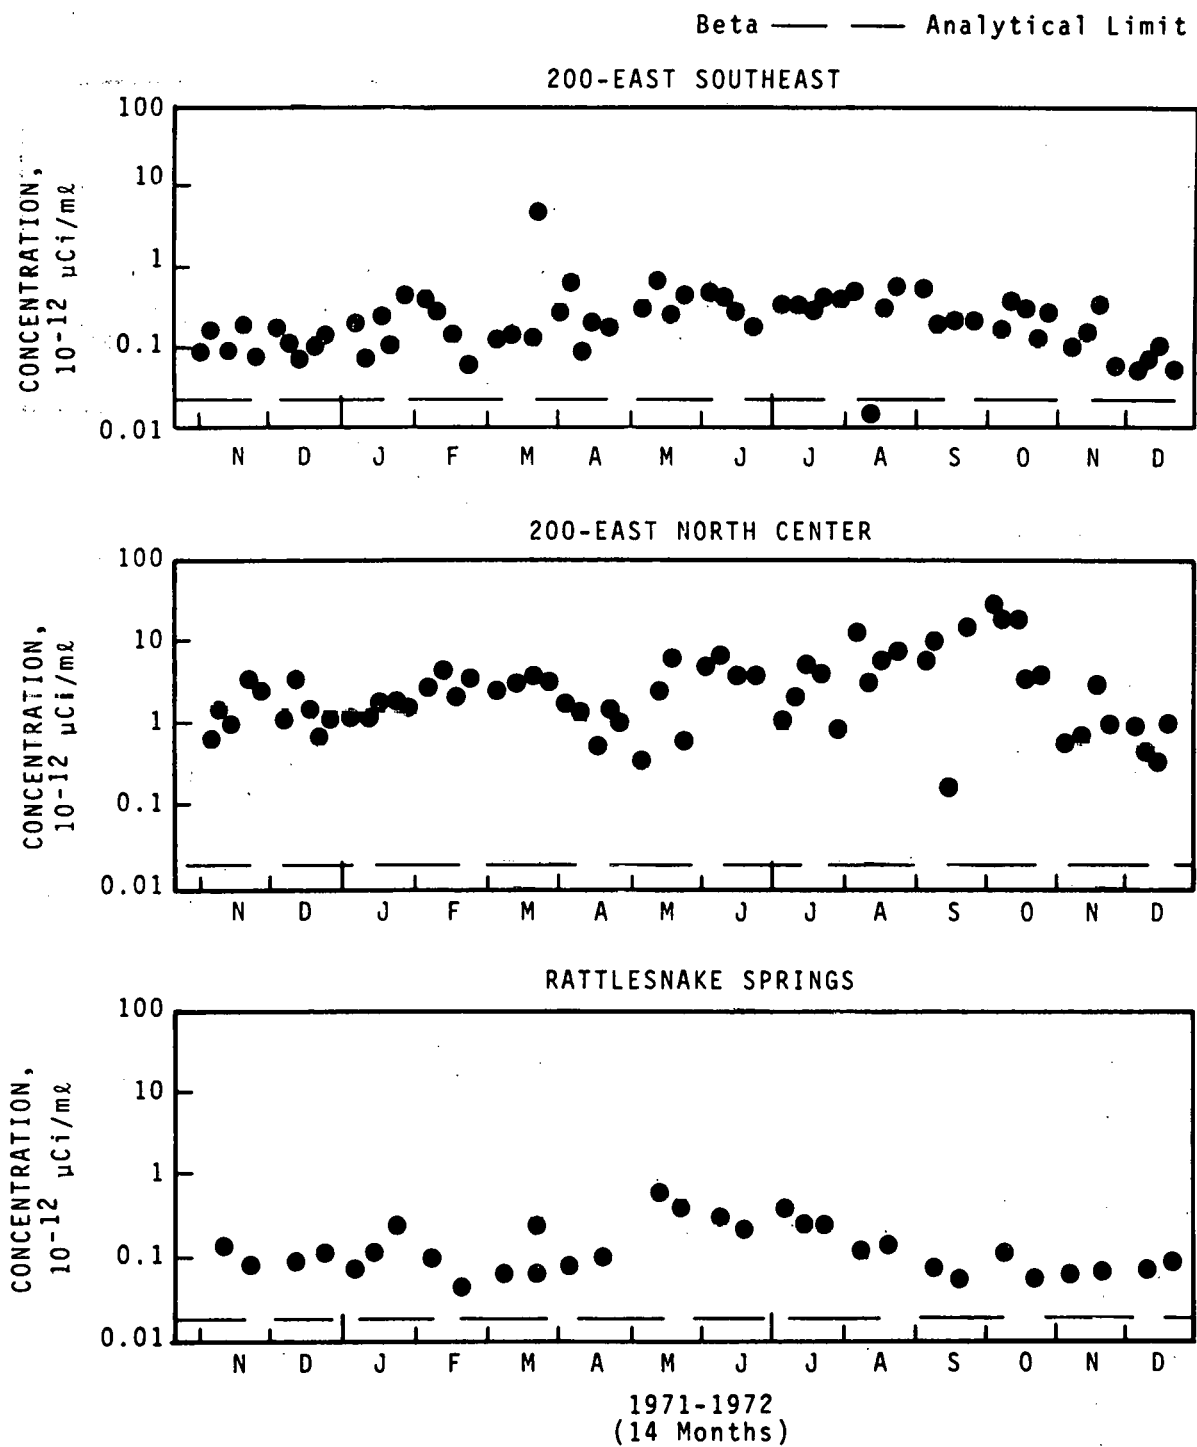 Beta — — Analytical Limit
200-EAST SOUTHEAST
CONCENTRATION,
10-12 µCi/mℓ
100
10
1
0.1
0.01
N D J F M A M J J A S O N D
200-EAST NORTH CENTER
CONCENTRATION,
10-12 µCi/mℓ
100
10
1
0.1
0.01
N D J F M A M J J A S O N D
RATTLESNAKE SPRINGS
CONCENTRATION,
10-12 µCi/mℓ
100
10
1
0.1
0.01
N D J F M A M J J A S O N D
1971-1972
(14 Months)